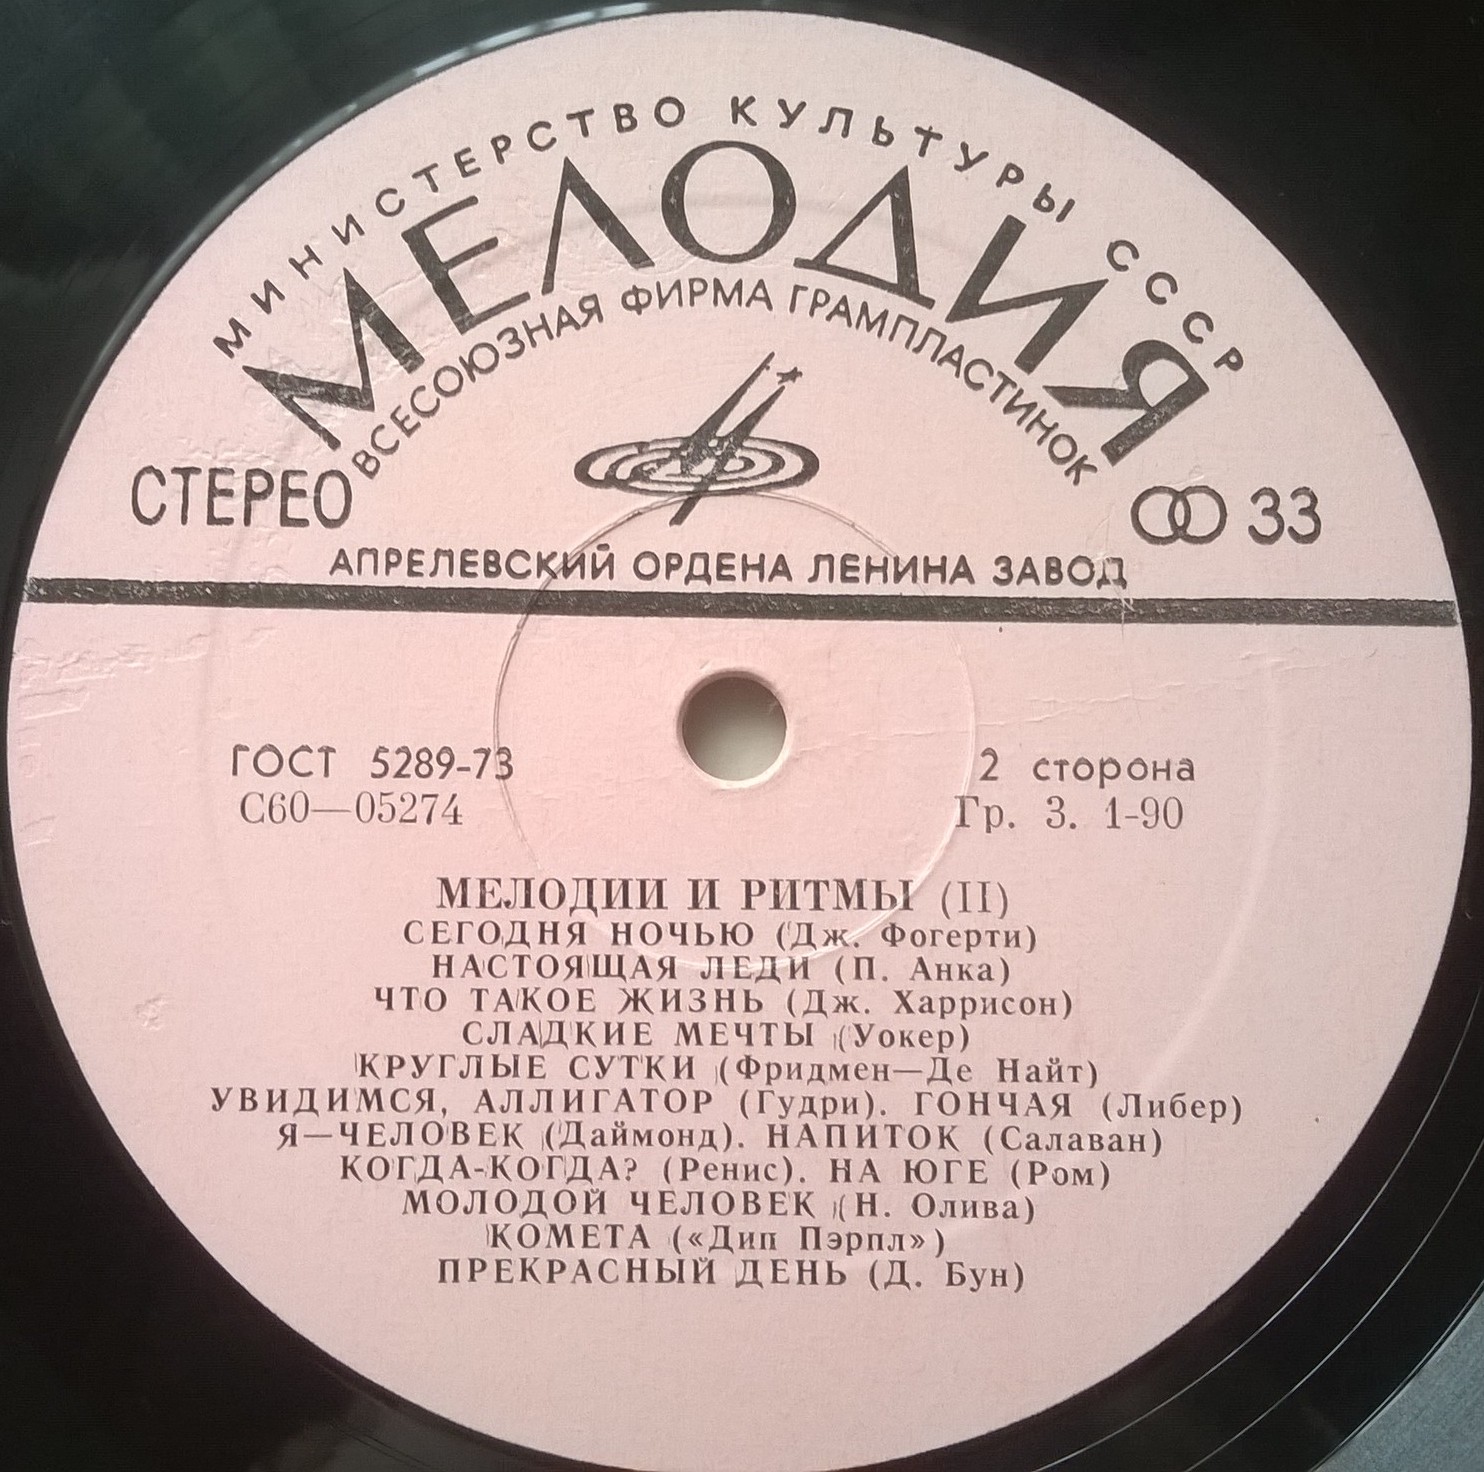 МИНИСТЕРСТВО КУЛЬТУРЫ СССР
МЕЛОДИЯ
ВСЕСОЮЗНАЯ ФИРМА ГРАМПЛАСТИНОК
СТЕРЕО
33
АПРЕЛЕВСКИЙ ОРДЕНА ЛЕНИНА ЗАВОД
ГОСТ 5289-73
2 сторона
С60—05274
Гр. 3. 1-90
МЕЛОДИИ И РИТМЫ (II)
СЕГОДНЯ НОЧЬЮ (Дж. Фогерти)
НАСТОЯЩАЯ ЛЕДИ (П. Анка)
ЧТО ТАКОЕ ЖИЗНЬ (Дж. Харрисон)
СЛАДКИЕ МЕЧТЫ (Уокер)
КРУГЛЫЕ СУТКИ (Фридмен—Де Найт)
УВИДИМСЯ, АЛЛИГАТОР (Гудри). ГОНЧАЯ (Либер)
Я—ЧЕЛОВЕК (Даймонд). НАПИТОК (Салаван)
КОГДА-КОГДА? (Ренис). НА ЮГЕ (Ром)
МОЛОДОЙ ЧЕЛОВЕК (Н. Олива)
КОМЕТА («Дип Пэрпл»)
ПРЕКРАСНЫЙ ДЕНЬ (Д. Бун)